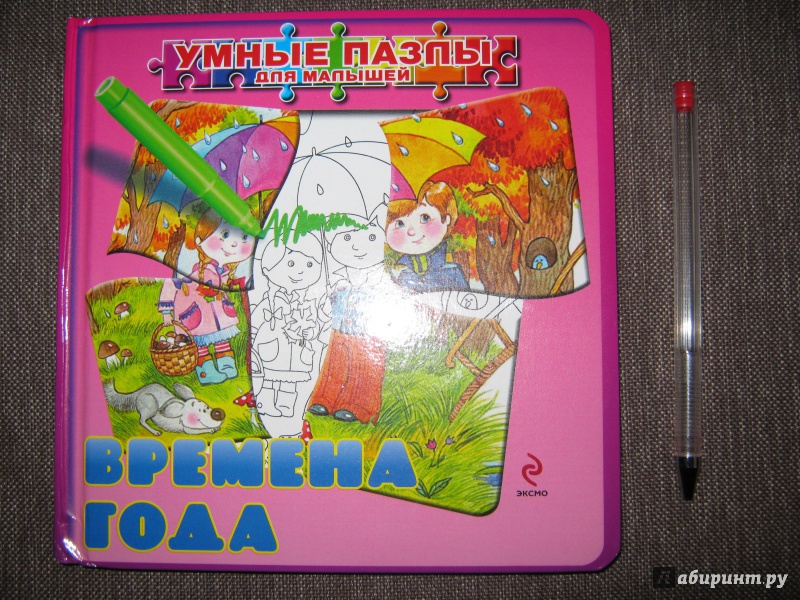 УМНЫЕ ПАЗЛЫ
ДЛЯ МАЛЫШЕЙ
ВРЕМЕНА
ГОДА
ЭКСМО
Лабиринт.ру